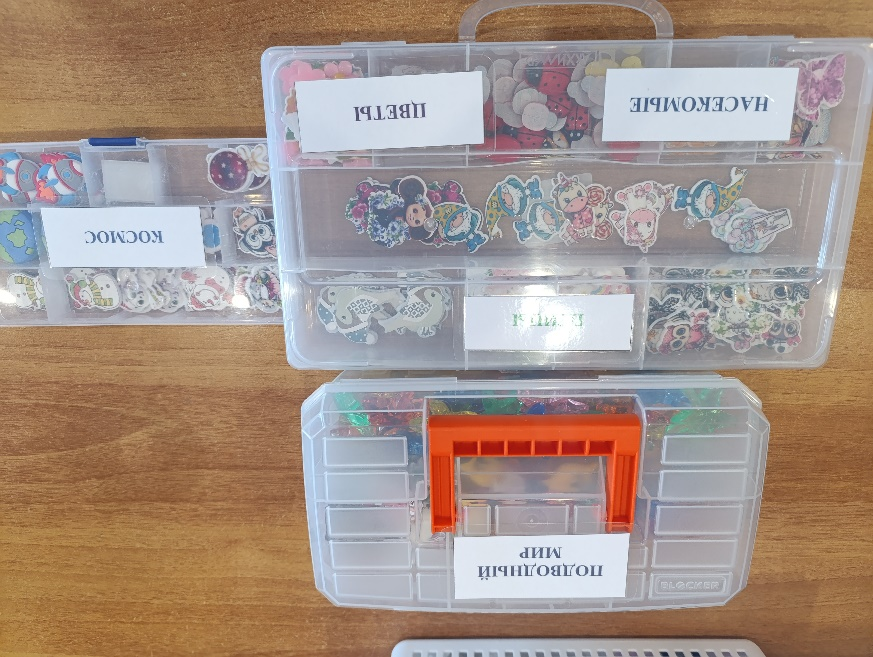 ЦВЕТЫ
НАСЕКОМЫЕ
КОСМОС
ПОДВОДНЫЙ
МИР
BLOCKER